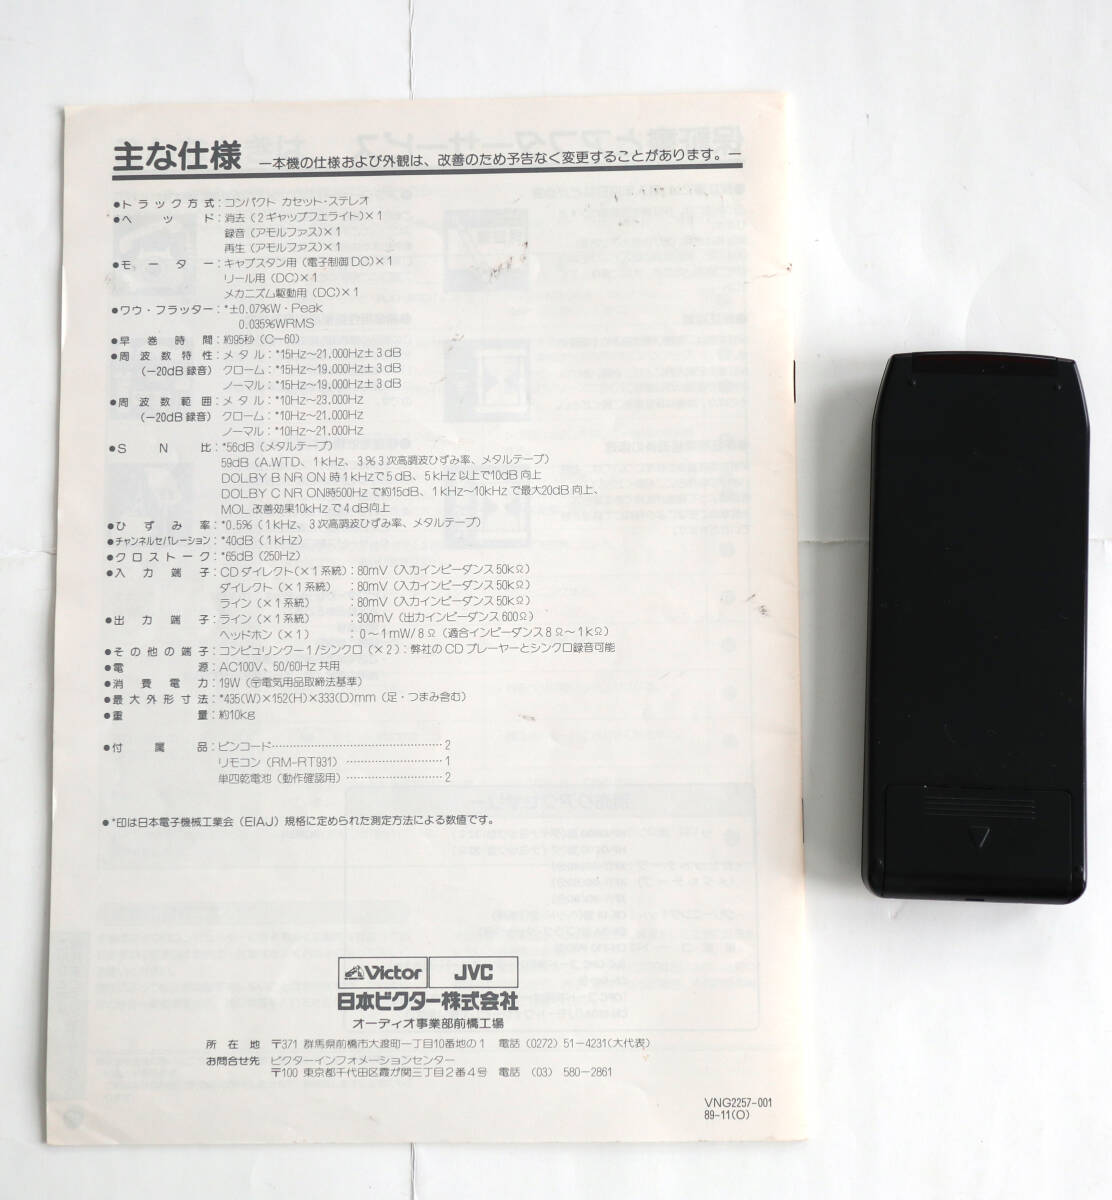 主な仕様 —本機の仕様および外観は、改善のため予告なく変更することがあります。—
●トラック方式：コンパクト カセット・ステレオ
●ヘッド：消去（2ギャップフェライト）×1
録音（アモルファス）×1
再生（アモルファス）×1
●モーター：キャプスタン用（電子制御DC）×1
リール用（DC）×1
メカニズム駆動用（DC）×1
●ワウ・フラッター：*±0.07%W・Peak
0.035%WRMS
●早巻時間：約95秒（C—60）
●周波数特性：メタル：*15Hz〜21,000Hz±3dB
（−20dB録音） クローム：*15Hz〜19,000Hz±3dB
ノーマル：*15Hz〜19,000Hz±3dB
●周波数範囲：メタル：*10Hz〜23,000Hz
（−20dB録音） クローム：*10Hz〜21,000Hz
ノーマル：*10Hz〜21,000Hz
●SN比：*56dB（メタルテープ）
59dB（A.WTD、1kHz、3%3次高調波ひずみ率、メタルテープ）
DOLBY B NR ON時1kHzで5dB、5kHz以上で10dB向上
DOLBY C NR ON時500Hzで約15dB、1kHz〜10kHzで最大20dB向上、
MOL改善効果10kHzで4dB向上
●ひずみ率：*0.5%（1kHz、3次高調波ひずみ率、メタルテープ）
●チャンネルセパレーション：*40dB（1kHz）
●クロストーク：*65dB（250Hz）
●入力端子：CDダイレクト（×1系統）：80mV（入力インピーダンス50kΩ）
ダイレクト（×1系統）：80mV（入力インピーダンス50kΩ）
ライン（×1系統）：80mV（入力インピーダンス50kΩ）
●出力端子：ライン（×1系統）：300mV（出力インピーダンス600Ω）
ヘッドホン（×1）：0〜1mW/8Ω（適合インピーダンス8Ω〜1kΩ）
●その他の端子：コンピュリンクー1/シンクロ（×2）：弊社のCDプレーヤーとシンクロ録音可能
●電源：AC100V、50/60Hz共用
●消費電力：19W（〒電気用品取締法基準）
●最大外形寸法：*435(W)×152(H)×333(D)mm（足・つまみ含む）
●重量：約10kg
●付属品：ピンコード……………………………………2
リモコン（RM-RT931）……………………1
単四乾電池（動作確認用）……………………2
●*印は日本電子機械工業会（EIAJ）規格に定められた測定方法による数値です。
Victor JVC
日本ビクター株式会社
オーディオ事業部前橋工場
所在地 〒371 群馬県前橋市大渡町一丁目10番地の1 電話（0272）51-4231(大代表)
お問合せ先 ビクターインフォメーションセンター
〒100 東京都千代田区霞が関三丁目2番4号 電話（03）580-2861
VNG2257-001
89-11(O)